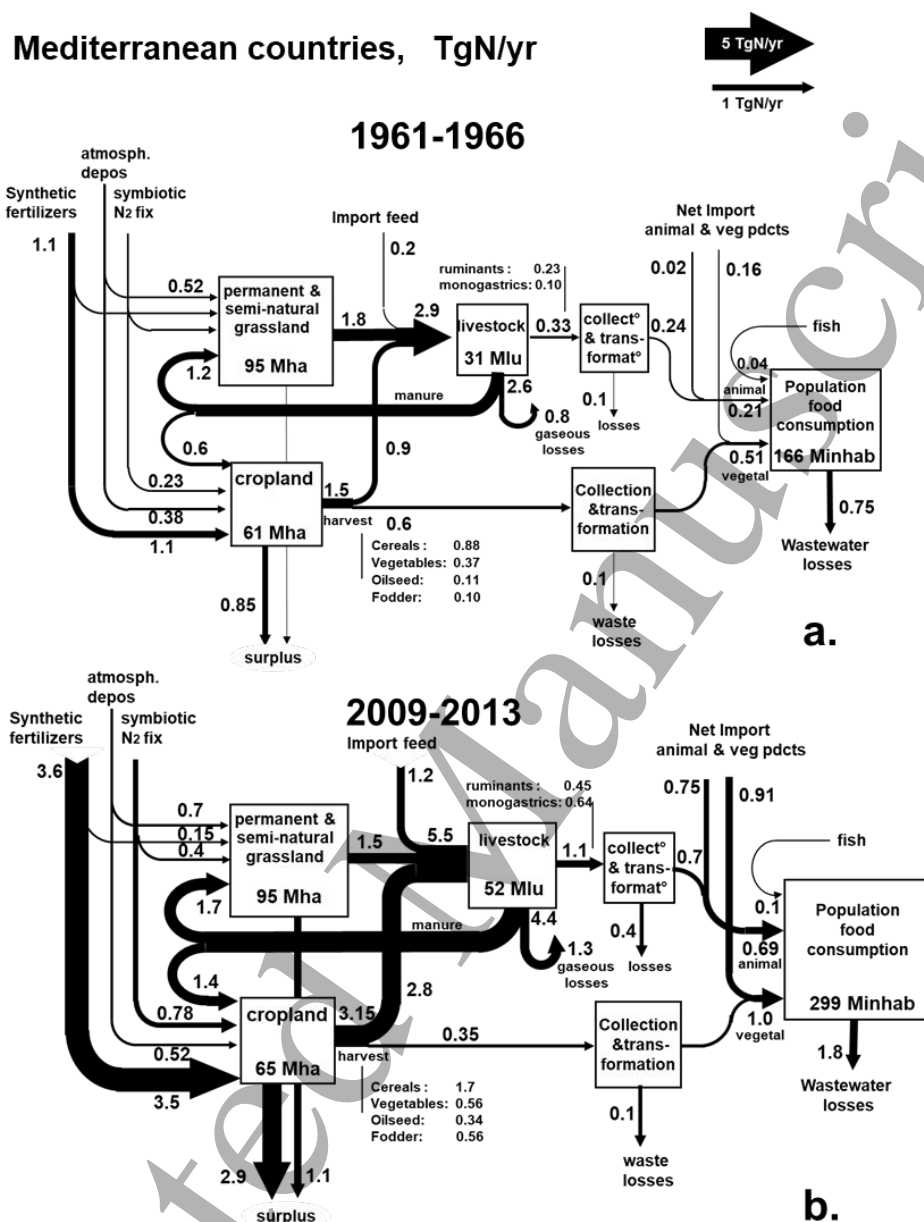 Mediterranean countries, TgN/yr
5 TgN/yr
1 TgN/yr
1961-1966
atmosph.
depos
Synthetic
fertilizers
symbiotic
N2 fix
1.1
Import feed
0.2
Net Import
animal & veg pdcts
0.02
0.16
ruminants : 0.23
monogastrics: 0.10
0.52
permanent &
semi-natural
grassland
95 Mha
1.8
2.9
livestock
31 Mlu
0.33
collect°
& trans-
format°
0.24
fish
0.04
animal
0.21
Population
food
consumption
166 Minhab
1.2
manure
2.6
0.8
gaseous
losses
0.1
losses
0.6
0.9
0.51
vegetal
0.23
cropland
61 Mha
1.5
harvest
0.6
Collection
&trans-
formation
0.75
0.38
1.1
Wastewater
losses
Cereals : 0.88
Vegetables: 0.37
Oilseed: 0.11
Fodder: 0.10
0.1
0.85
waste
losses
surplus
a.
2009-2013
atmosph.
depos
Synthetic
fertilizers
symbiotic
N2 fix
3.6
Import feed
1.2
Net Import
animal & veg pdcts
0.75
0.91
ruminants : 0.45
monogastrics: 0.64
0.7
0.15
0.4
permanent &
semi-natural
grassland
95 Mha
1.5
5.5
livestock
52 Mlu
1.1
collect°
& trans-
format°
0.7
fish
0.1
0.69
animal
Population
food
consumption
299 Minhab
1.7
manure
4.4
1.3
gaseous
losses
0.4
losses
1.4
2.8
1.0
vegetal
0.78
cropland
65 Mha
3.15
harvest
0.35
Collection
&trans-
formation
1.8
0.52
3.5
Wastewater
losses
Cereals : 1.7
Vegetables: 0.56
Oilseed: 0.34
Fodder: 0.56
0.1
2.9
1.1
waste
losses
surplus
b.
ted Manuscri